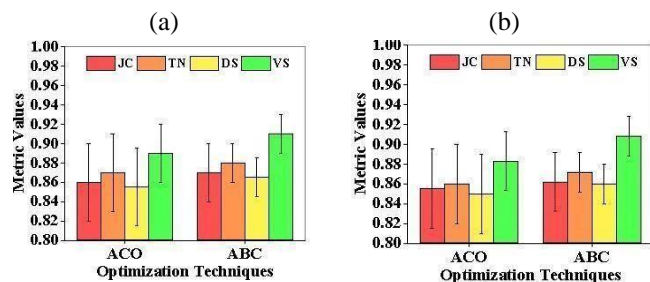 (a)
(b)
1.00
0.98
0.96
0.94
0.92
0.90
0.88
0.86
0.84
0.82
0.80
Metric Values
JC TN DS VS
ACO ABC
Optimization Techniques
1.00
0.98
0.96
0.94
0.92
0.90
0.88
0.86
0.84
0.82
0.80
Metric Values
JC TN DS VS
ACO ABC
Optimization Techniques